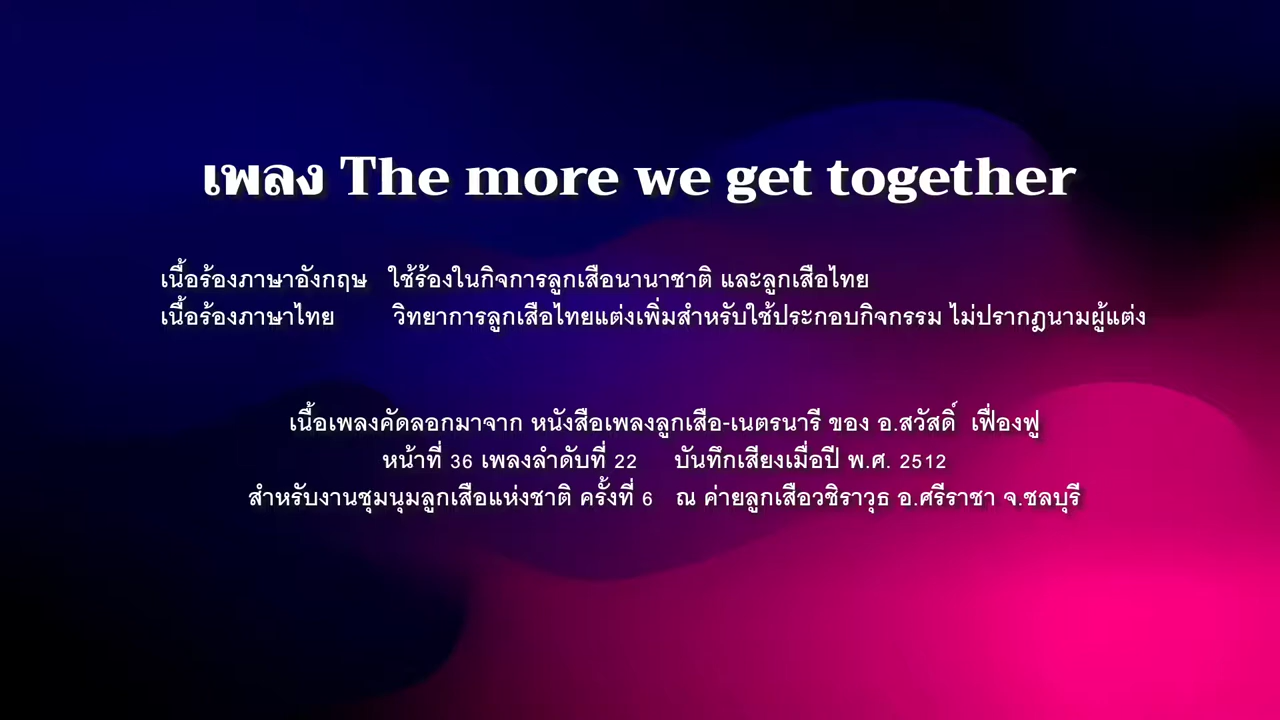 เพลง The more we get together
เนื้อร้องภาษาอังกฤษ ใช้ร้องในกิจการลูกเสือนานาชาติ และลูกเสือไทย
เนื้อร้องภาษาไทย วิทยาการลูกเสือไทยแต่งเพิ่มสำหรับใช้ประกอบกิจกรรม ไม่ปรากฎนามผู้แต่ง
เนื้อเพลงคัดลอกมาจาก หนังสือเพลงลูกเสือ-เนตรนารี ของ อ.สวัสดิ์ เฟื่องฟู
หน้าที่ 36 เพลงลำดับที่ 22 บันทึกเสียงเมื่อปี พ.ศ. 2512
สำหรับงานชุมนุมลูกเสือแห่งชาติ ครั้งที่ 6 ณ ค่ายลูกเสือวชิราวุธ อ.ศรีราชา จ.ชลบุรี